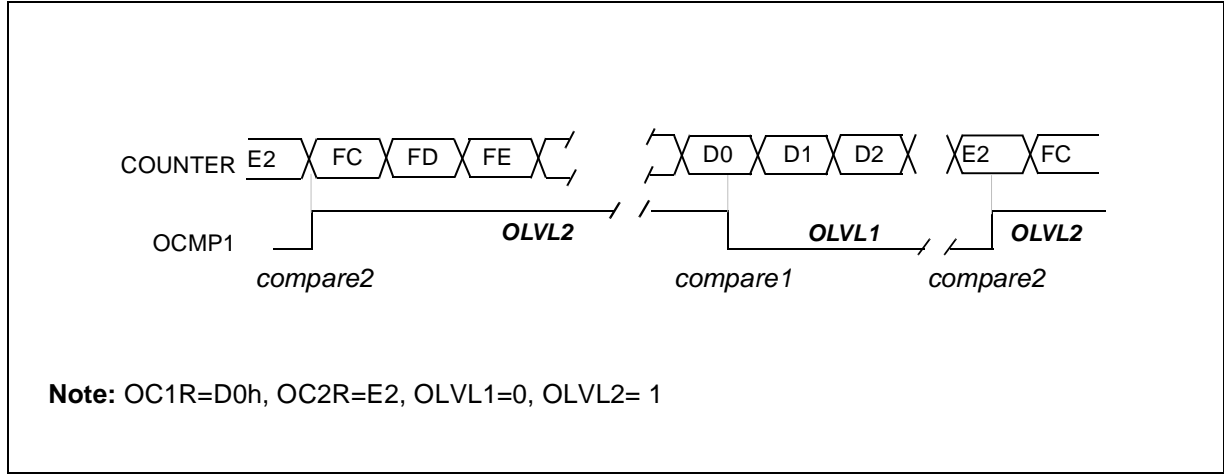 COUNTER E2 FC FD FE D0 D1 D2 E2 FC
OCMP1 OLVL2 OLVL1 OLVL2
compare2 compare1 compare2
Note: OC1R=D0h, OC2R=E2, OLVL1=0, OLVL2= 1